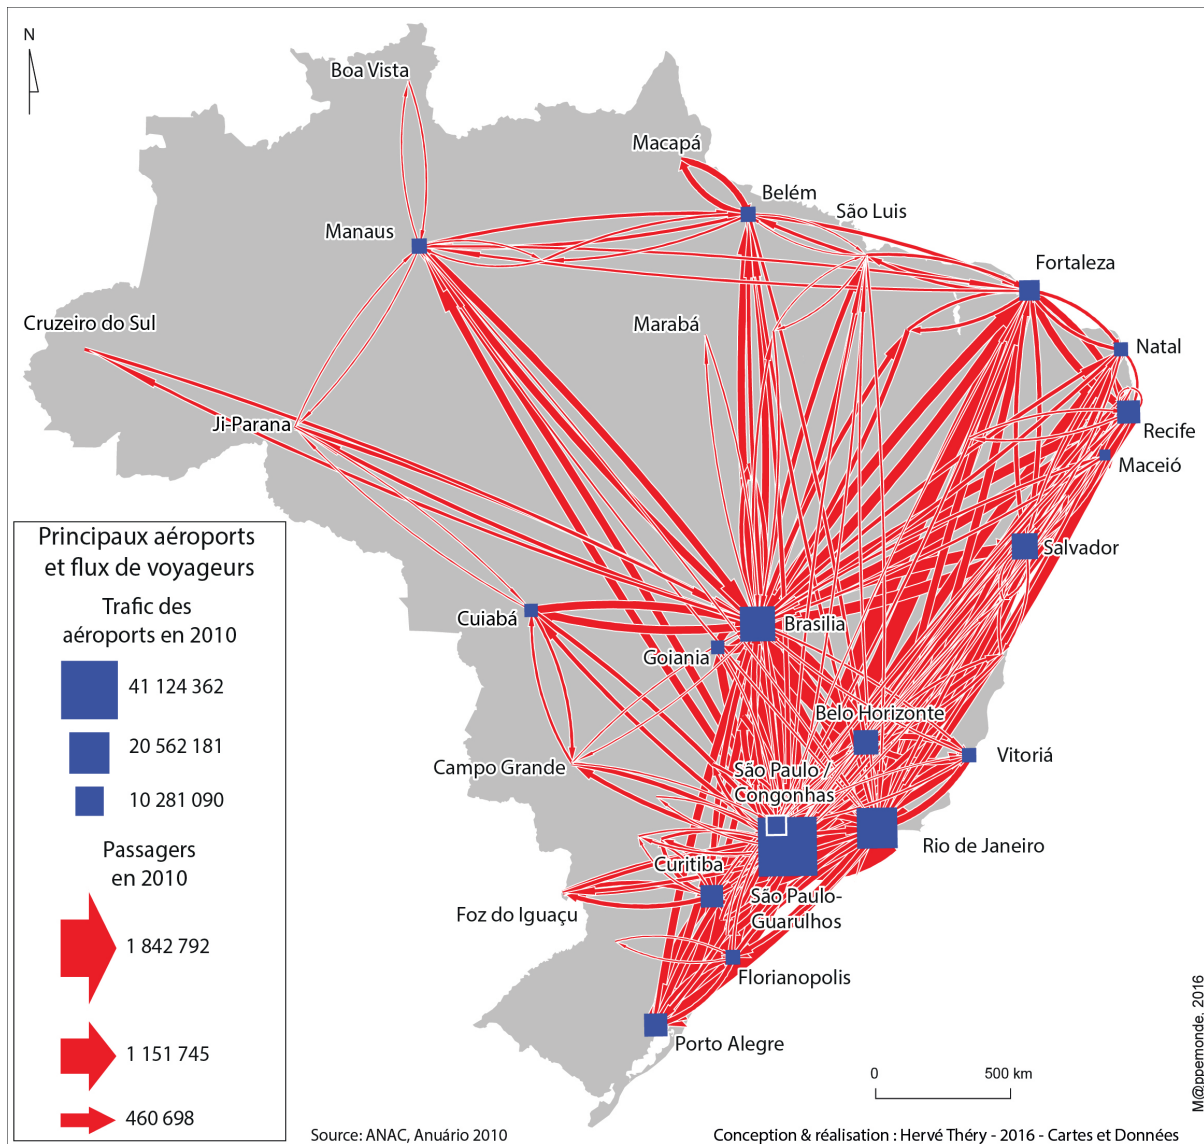 N
Boa Vista
Macapá
Belém
São Luis
Manaus
Fortaleza
Cruzeiro do Sul
Marabá
Natal
Ji-Parana
Recife
Maceió
Salvador
Cuiabá
Brasilia
Goiania
Belo Horizonte
Vitoriá
Campo Grande
São Paulo /
Congonhas
Rio de Janeiro
Curitiba
Foz do Iguaçu
São Paulo-
Guarulhos
Florianopolis
Porto Alegre
Principaux aéroports
et flux de voyageurs
Trafic des
aéroports en 2010
41 124 362
20 562 181
10 281 090
Passagers
en 2010
1 842 792
1 151 745
460 698
0 500 km
M@ppemonde, 2016
Source: ANAC, Anuário 2010
Conception & réalisation : Hervé Théry - 2016 - Cartes et Données